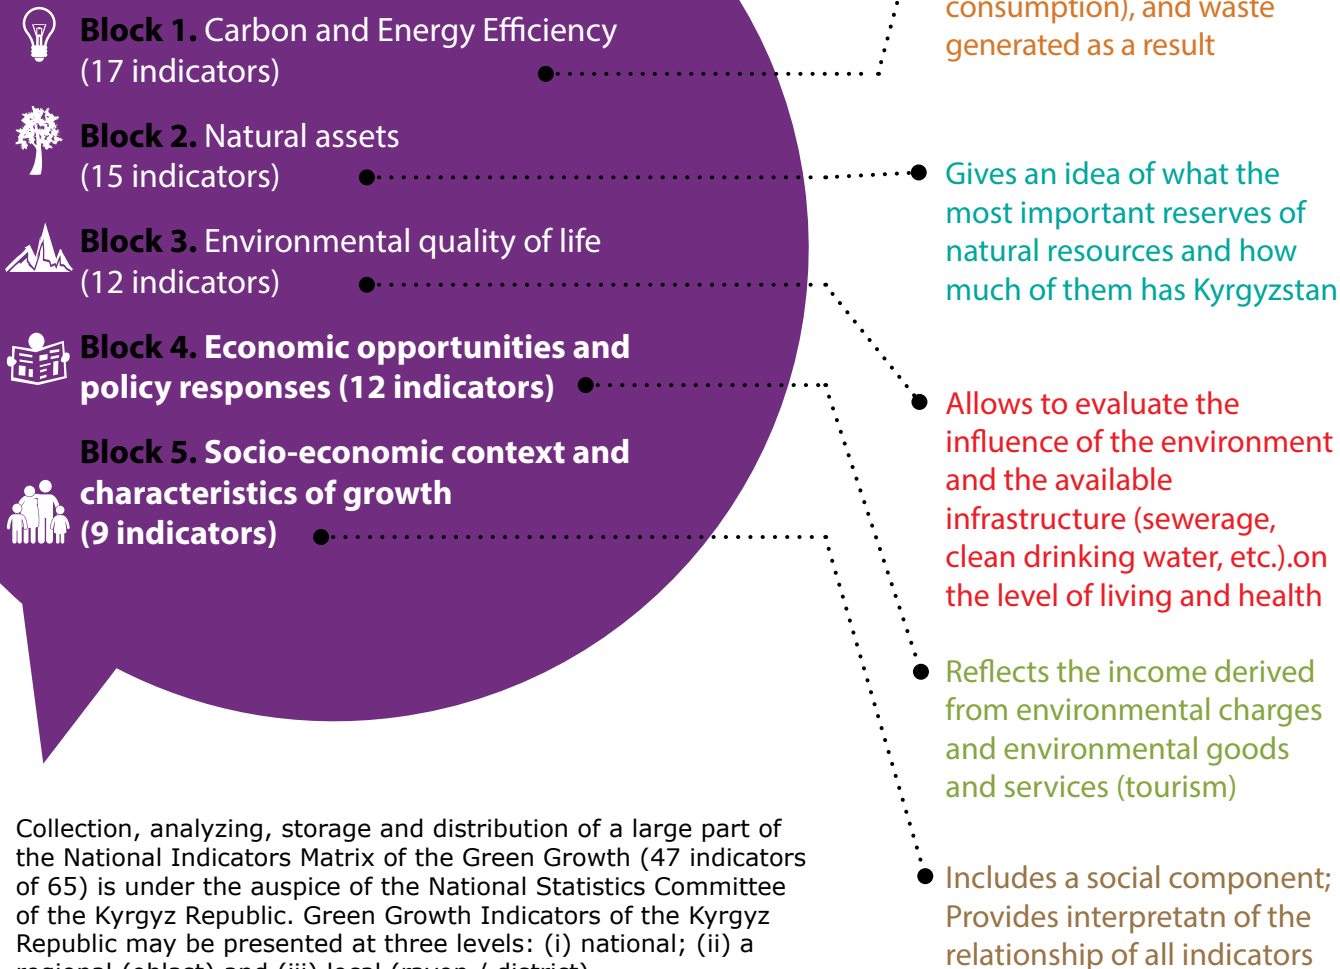 Block 1. Carbon and Energy Efficiency
(17 indicators)
Block 2. Natural assets
(15 indicators)
Block 3. Environmental quality of life
(12 indicators)
Block 4. Economic opportunities and
policy responses (12 indicators)
Block 5. Socio-economic context and
characteristics of growth
(9 indicators)
consumption), and waste
generated as a result
Gives an idea of what the
most important reserves of
natural resources and how
much of them has Kyrgyzstan
Allows to evaluate the
influence of the environment
and the available
infrastructure (sewerage,
clean drinking water, etc.).on
the level of living and health
Reflects the income derived
from environmental charges
and environmental goods
and services (tourism)
Includes a social component;
Provides interpretatn of the
relationship of all indicators
Collection, analyzing, storage and distribution of a large part of
the National Indicators Matrix of the Green Growth (47 indicators
of 65) is under the auspice of the National Statistics Committee
of the Kyrgyz Republic. Green Growth Indicators of the Kyrgyz
Republic may be presented at three levels: (i) national; (ii) a
regional (oblast) and (iii) local (rayon / district)